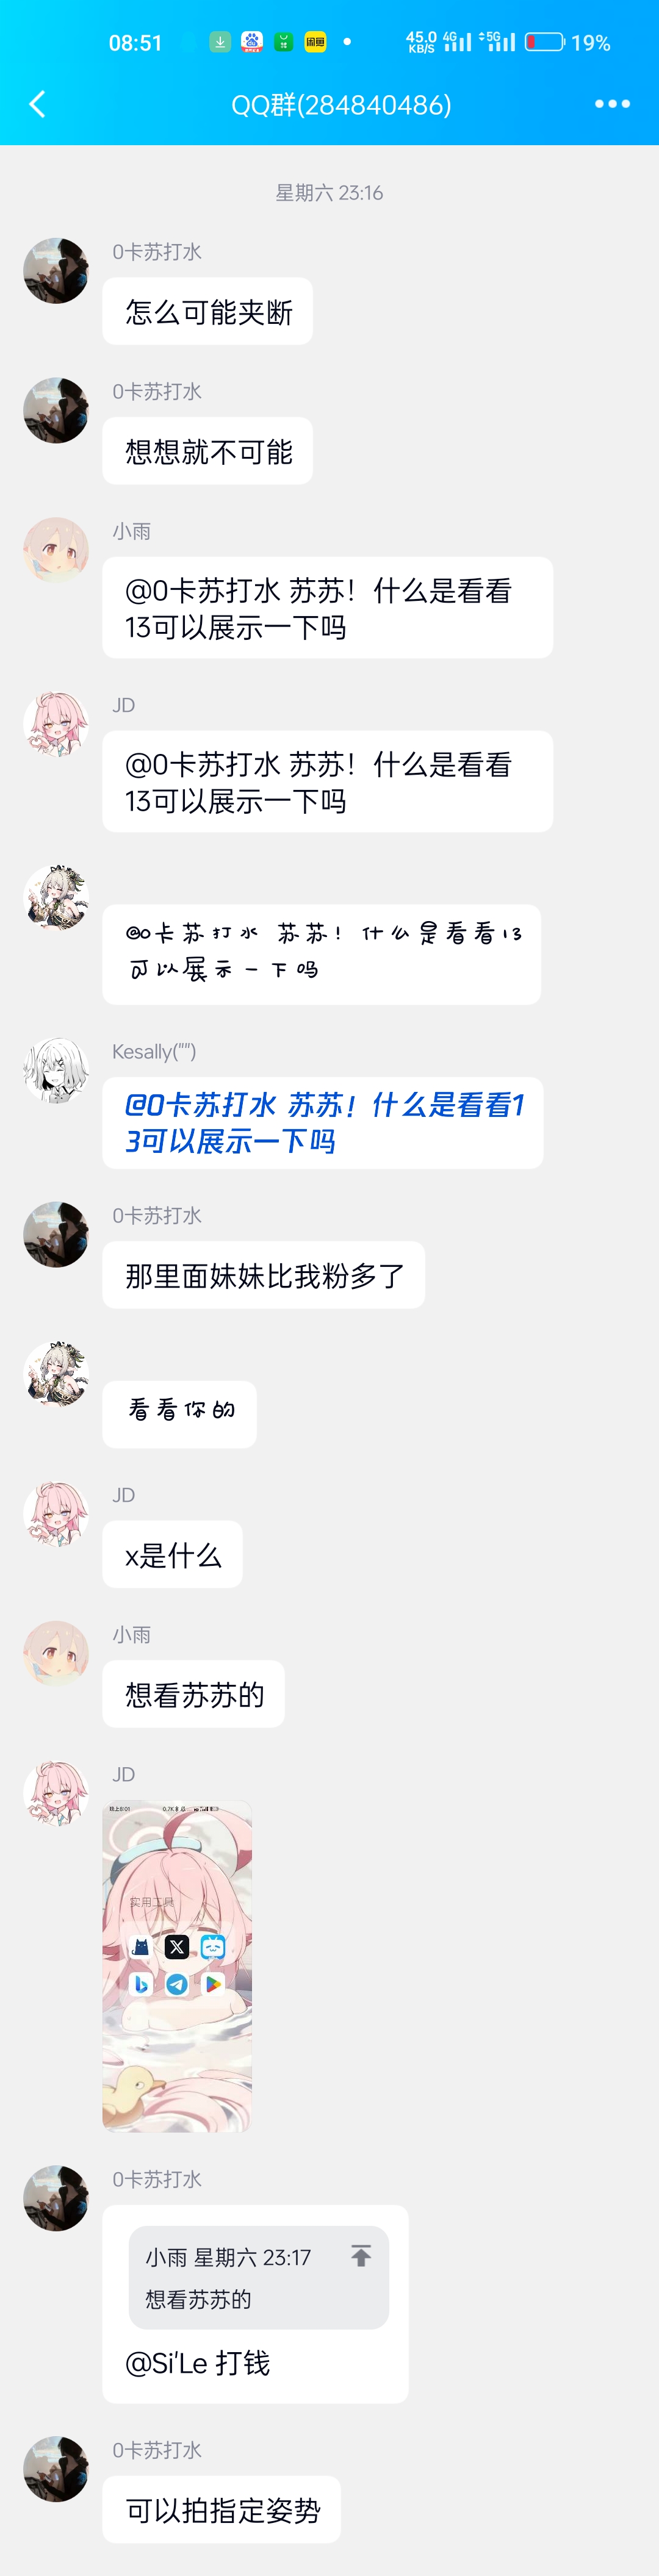 08:51
闲鱼
45.0
KB/S
4G
5G
19%
QQ群(284840486)
星期六 23:16
0卡苏打水
怎么可能夹断
0卡苏打水
想想就不可能
小雨
@0卡苏打水 苏苏！什么是看看
13可以展示一下吗
JD
@0卡苏打水 苏苏！什么是看看
13可以展示一下吗
@0卡苏打水 苏苏！什么是看看13
可以展示一下吗
Kesally("")
@0卡苏打水 苏苏！什么是看看1
3可以展示一下吗
0卡苏打水
那里面妹妹比我粉多了
看看你的
JD
x是什么
小雨
想看苏苏的
JD
晚上8:01
实用工具
0卡苏打水
小雨 星期六 23:17
想看苏苏的
@Si'Le 打钱
0卡苏打水
可以拍指定姿势